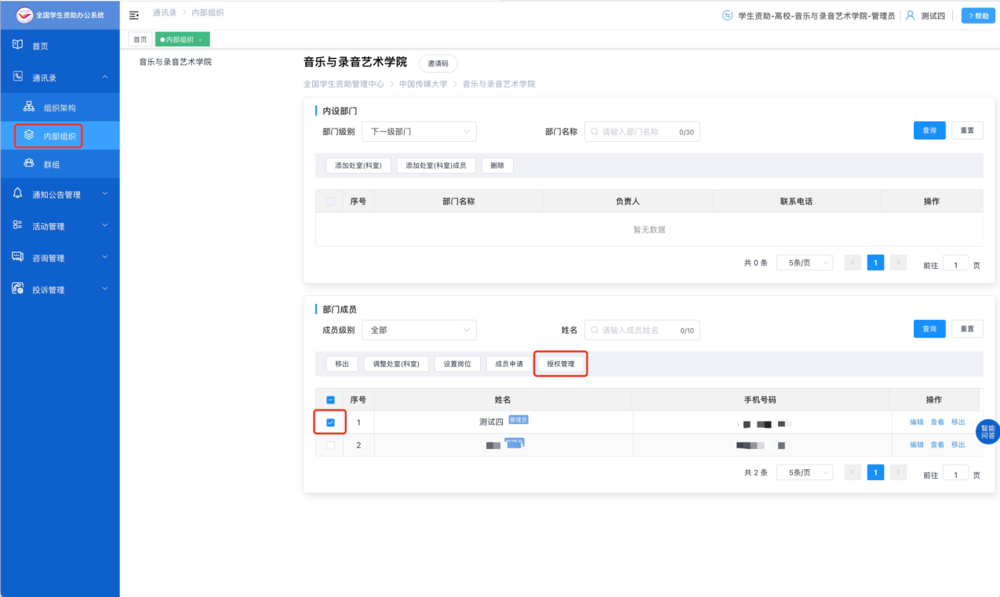 全国学生资助办公系统
通讯录 > 内部组织
学生资助-高校-音乐与录音艺术学院-管理员
测试四
? 帮助
首页
通讯录
组织架构
内部组织
群组
通知公告管理
活动管理
咨询管理
投诉管理
首页
内部组织 ×
音乐与录音艺术学院
音乐与录音艺术学院 邀请码
全国学生资助管理中心 > 中国传媒大学 > 音乐与录音艺术学院
内设部门
部门级别 下一级部门 部门名称 请输入部门名称 0/30 查询 重置
添加处室(科室) 添加处室(科室)成员 删除
序号 部门名称 负责人 联系电话 操作
暂无数据
共 0 条 5条/页 < 1 > 前往 1 页
部门成员
成员级别 全部 姓名 请输入成员姓名 0/10 查询 重置
移出 调整处室(科室) 设置岗位 成员申请 授权管理
序号 姓名 手机号码 操作
1 测试四 管理员 编辑 查看 移出
2 编辑 查看 移出
共 2 条 5条/页 < 1 > 前往 1 页
智能
问答